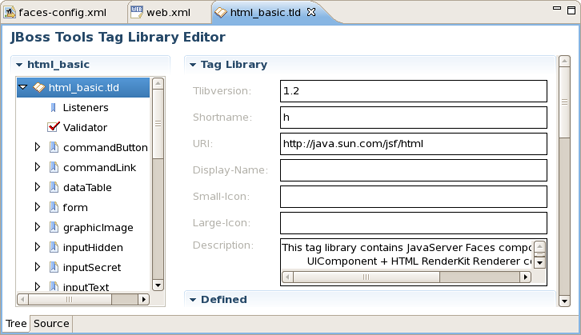 faces-config.xml
web.xml
html_basic.tld
JBoss Tools Tag Library Editor
html_basic
html_basic.tld
Listeners
Validator
commandButton
commandLink
dataTable
form
graphicImage
inputHidden
inputSecret
inputText
Tag Library
Tlibversion: 1.2
Shortname: h
URI: http://java.sun.com/jsf/html
Display-Name:
Small-Icon:
Large-Icon:
Description: This tag library contains JavaServer Faces compo
UIComponent + HTML RenderKit Renderer co
Defined
Tree Source